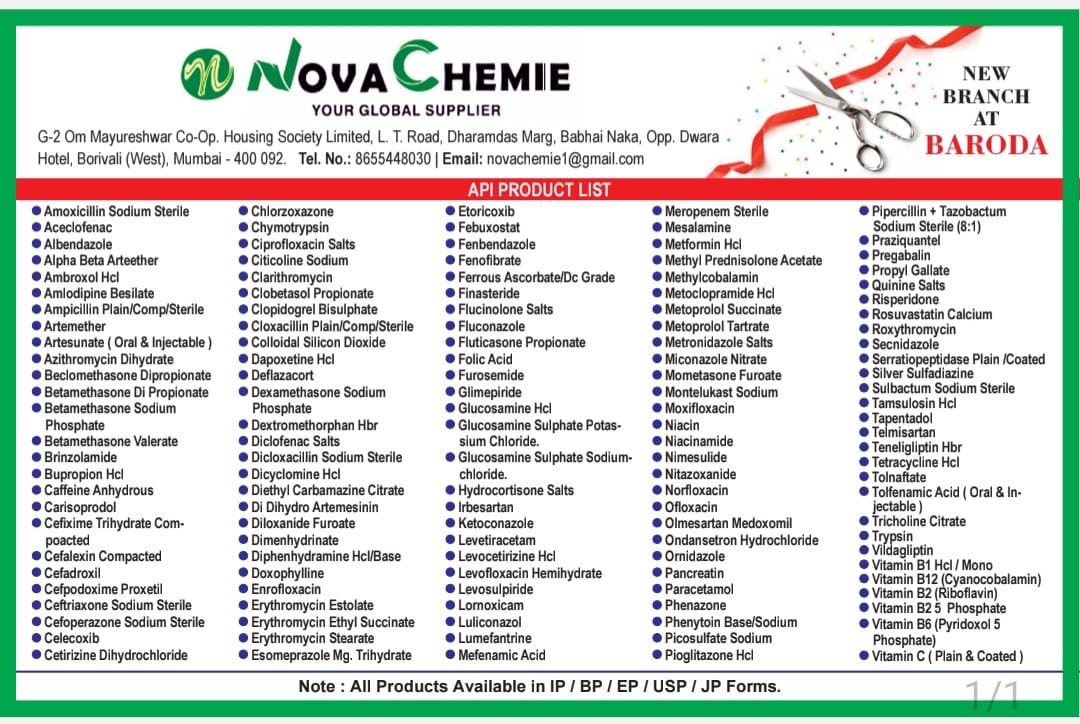 n NOVA CHEMIE
YOUR GLOBAL SUPPLIER
G-2 Om Mayureshwar Co-Op. Housing Society Limited, L. T. Road, Dharamdas Marg, Babhai Naka, Opp. Dwara
Hotel, Borivali (West), Mumbai - 400 092. Tel. No.: 8655448030 | Email: novachemie1@gmail.com
NEW
BRANCH
AT
BARODA
API PRODUCT LIST
Amoxicillin Sodium Sterile
Aceclofenac
Albendazole
Alpha Beta Arteether
Ambroxol Hcl
Amlodipine Besilate
Ampicillin Plain/Comp/Sterile
Artemether
Artesunate ( Oral & Injectable )
Azithromycin Dihydrate
Beclomethasone Dipropionate
Betamethasone Di Propionate
Betamethasone Sodium
Phosphate
Betamethasone Valerate
Brinzolamide
Bupropion Hcl
Caffeine Anhydrous
Carisoprodol
Cefixime Trihydrate Com-
poacted
Cefalexin Compacted
Cefadroxil
Cefpodoxime Proxetil
Ceftriaxone Sodium Sterile
Cefoperazone Sodium Sterile
Celecoxib
Cetirizine Dihydrochloride
Chlorzoxazone
Chymotrypsin
Ciprofloxacin Salts
Citicoline Sodium
Clarithromycin
Clobetasol Propionate
Clopidogrel Bisulphate
Cloxacillin Plain/Comp/Sterile
Colloidal Silicon Dioxide
Dapoxetine Hcl
Deflazacort
Dexamethasone Sodium
Phosphate
Dextromethorphan Hbr
Diclofenac Salts
Dicloxacillin Sodium Sterile
Dicyclomine Hcl
Diethyl Carbamazine Citrate
Di Dihydro Artemesinin
Diloxanide Furoate
Dimenhydrinate
Diphenhydramine Hcl/Base
Doxophylline
Enrofloxacin
Erythromycin Estolate
Erythromycin Ethyl Succinate
Erythromycin Stearate
Esomeprazole Mg. Trihydrate
Etoricoxib
Febuxostat
Fenbendazole
Fenofibrate
Ferrous Ascorbate/Dc Grade
Finasteride
Flucinolone Salts
Fluconazole
Fluticasone Propionate
Folic Acid
Furosemide
Glimepiride
Glucosamine Hcl
Glucosamine Sulphate Potas-
sium Chloride.
Glucosamine Sulphate Sodium-
chloride.
Hydrocortisone Salts
Irbesartan
Ketoconazole
Levetiracetam
Levocetirizine Hcl
Levofloxacin Hemihydrate
Levosulpiride
Lornoxicam
Luliconazol
Lumefantrine
Mefenamic Acid
Meropenem Sterile
Mesalamine
Metformin Hcl
Methyl Prednisolone Acetate
Methylcobalamin
Metoclopramide Hcl
Metoprolol Succinate
Metoprolol Tartrate
Metronidazole Salts
Miconazole Nitrate
Mometasone Furoate
Montelukast Sodium
Moxifloxacin
Niacin
Niacinamide
Nimesulide
Nitazoxanide
Norfloxacin
Ofloxacin
Olmesartan Medoxomil
Ondansetron Hydrochloride
Ornidazole
Pancreatin
Paracetamol
Phenazone
Phenytoin Base/Sodium
Picosulfate Sodium
Pioglitazone Hcl
Pipercillin + Tazobactum
Sodium Sterile (8:1)
Praziquantel
Pregabalin
Propyl Gallate
Quinine Salts
Risperidone
Rosuvastatin Calcium
Roxythromycin
Secnidazole
Serratiopeptidase Plain /Coated
Silver Sulfadiazine
Sulbactum Sodium Sterile
Tamsulosin Hcl
Tapentadol
Telmisartan
Teneligliptin Hbr
Tetracycline Hcl
Tolnaftate
Tolfenamic Acid ( Oral & In-
jectable )
Tricholine Citrate
Trypsin
Vildagliptin
Vitamin B1 Hcl / Mono
Vitamin B12 (Cyanocobalamin)
Vitamin B2 (Riboflavin)
Vitamin B2 5 Phosphate
Vitamin B6 (Pyridoxol 5
Phosphate)
Vitamin C ( Plain & Coated )
Note : All Products Available in IP / BP / EP / USP / JP Forms.
1/1